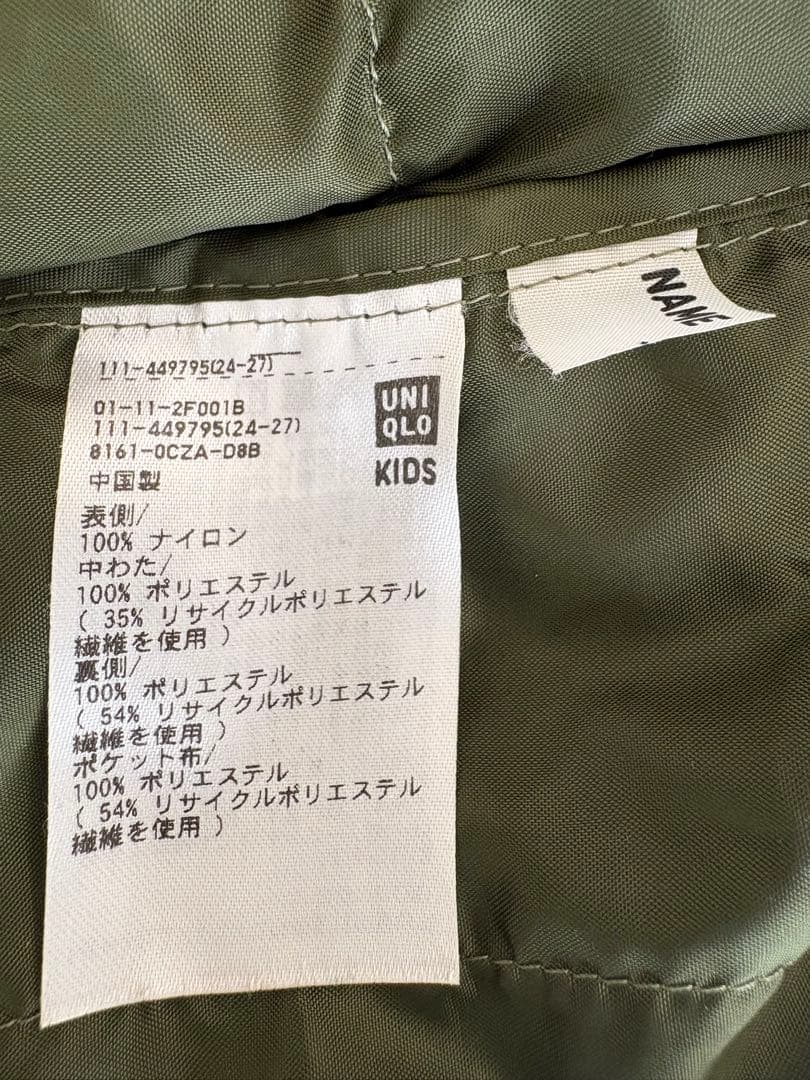 111-449795(24-27)
01-11-2F001B
111-449795(24-27)
8161-0CZA-D8B
中国製
UNI
QLO
KIDS
表側/
100% ナイロン
中わた/
100% ポリエステル
( 35% リサイクルポリエステル
繊維を使用 )
裏側/
100% ポリエステル
( 54% リサイクルポリエステル
繊維を使用 )
ポケット布/
100% ポリエステル
( 54% リサイクルポリエステル
繊維を使用 )
NAME